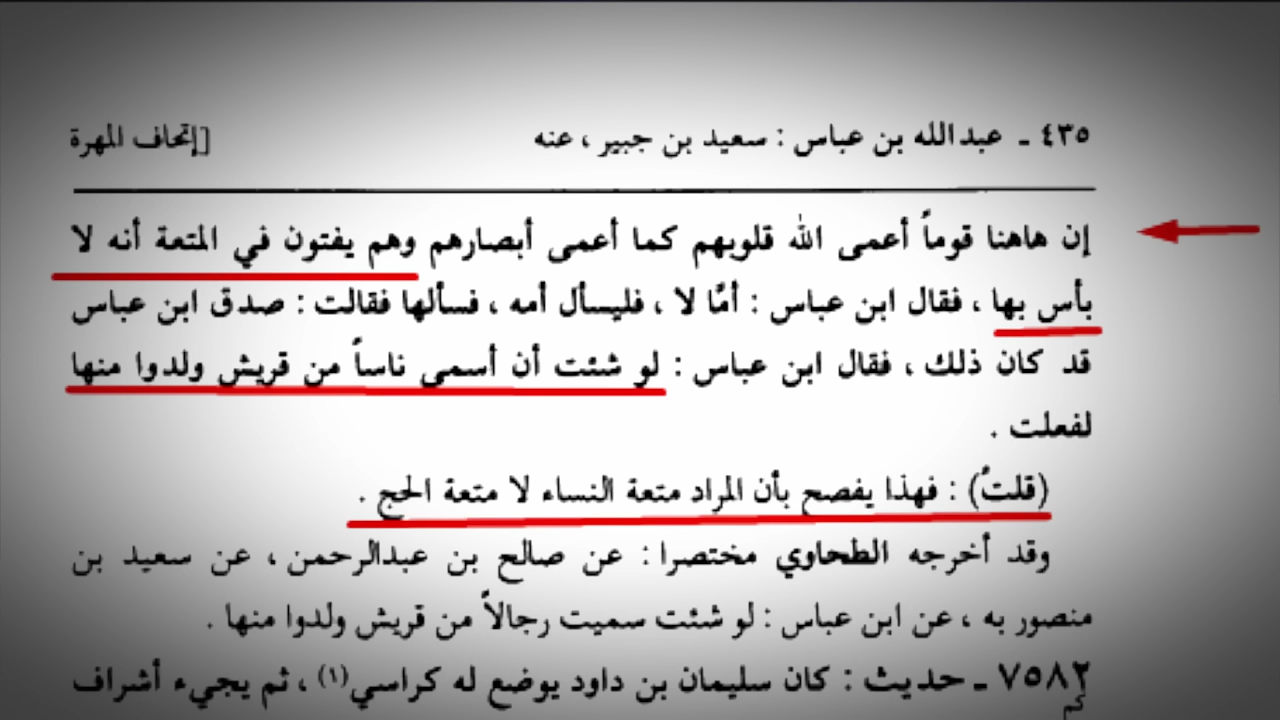 ٤٣٥ ـ عبدالله بن عباس : سعيد بن جبير ، عنه [إتحاف المهرة
إن هاهنا قوماً أعمى الله قلوبهم كما أعمى أبصارهم وهم يفتون في المتعة أنه لا
بأس بها ، فقال ابن عباس : أمَّا لا ، فليسأل أمه ، فسألها فقالت : صدق ابن عباس
قد كان ذلك ، فقال ابن عباس : لو شئت أن أسمي ناساً من قريش ولدوا منها
لفعلت .
(قلتُ) : فهذا يفصح بأن المراد متعة النساء لا متعة الحج .
وقد أخرجه الطحاوي مختصرا : عن صالح بن عبدالرحمن ، عن سعيد بن
منصور به ، عن ابن عباس : لو شئت سميت رجالاً من قريش ولدوا منها .
٧٥٨٢ ـ حديث : كان سليمان بن داود يوضع له كراسي(١) ، ثم يجيء أشراف
كم